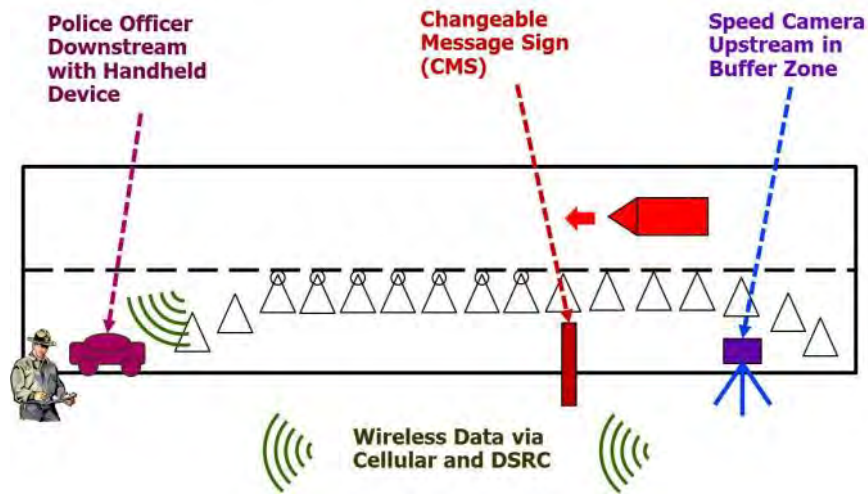 Police Officer
Downstream
with Handheld
Device
Changeable
Message Sign
(CMS)
Speed Camera
Upstream in
Buffer Zone
Wireless Data via
Cellular and DSRC